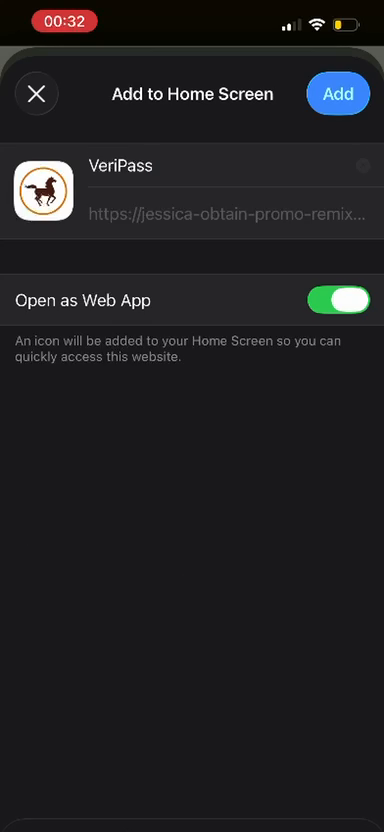 00:32
Add to Home Screen
Add
VeriPass
https://jessica-obtain-promo-remix...
Open as Web App
An icon will be added to your Home Screen so you can
quickly access this website.